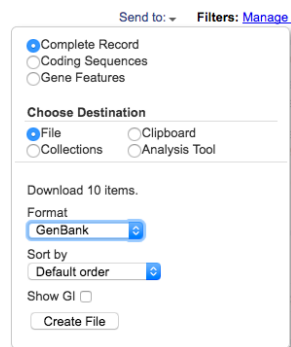 Send to: Filters: Manage
Complete Record
Coding Sequences
Gene Features
Choose Destination
File Clipboard
Collections Analysis Tool
Download 10 items.
Format
GenBank
Sort by
Default order
Show GI
Create File